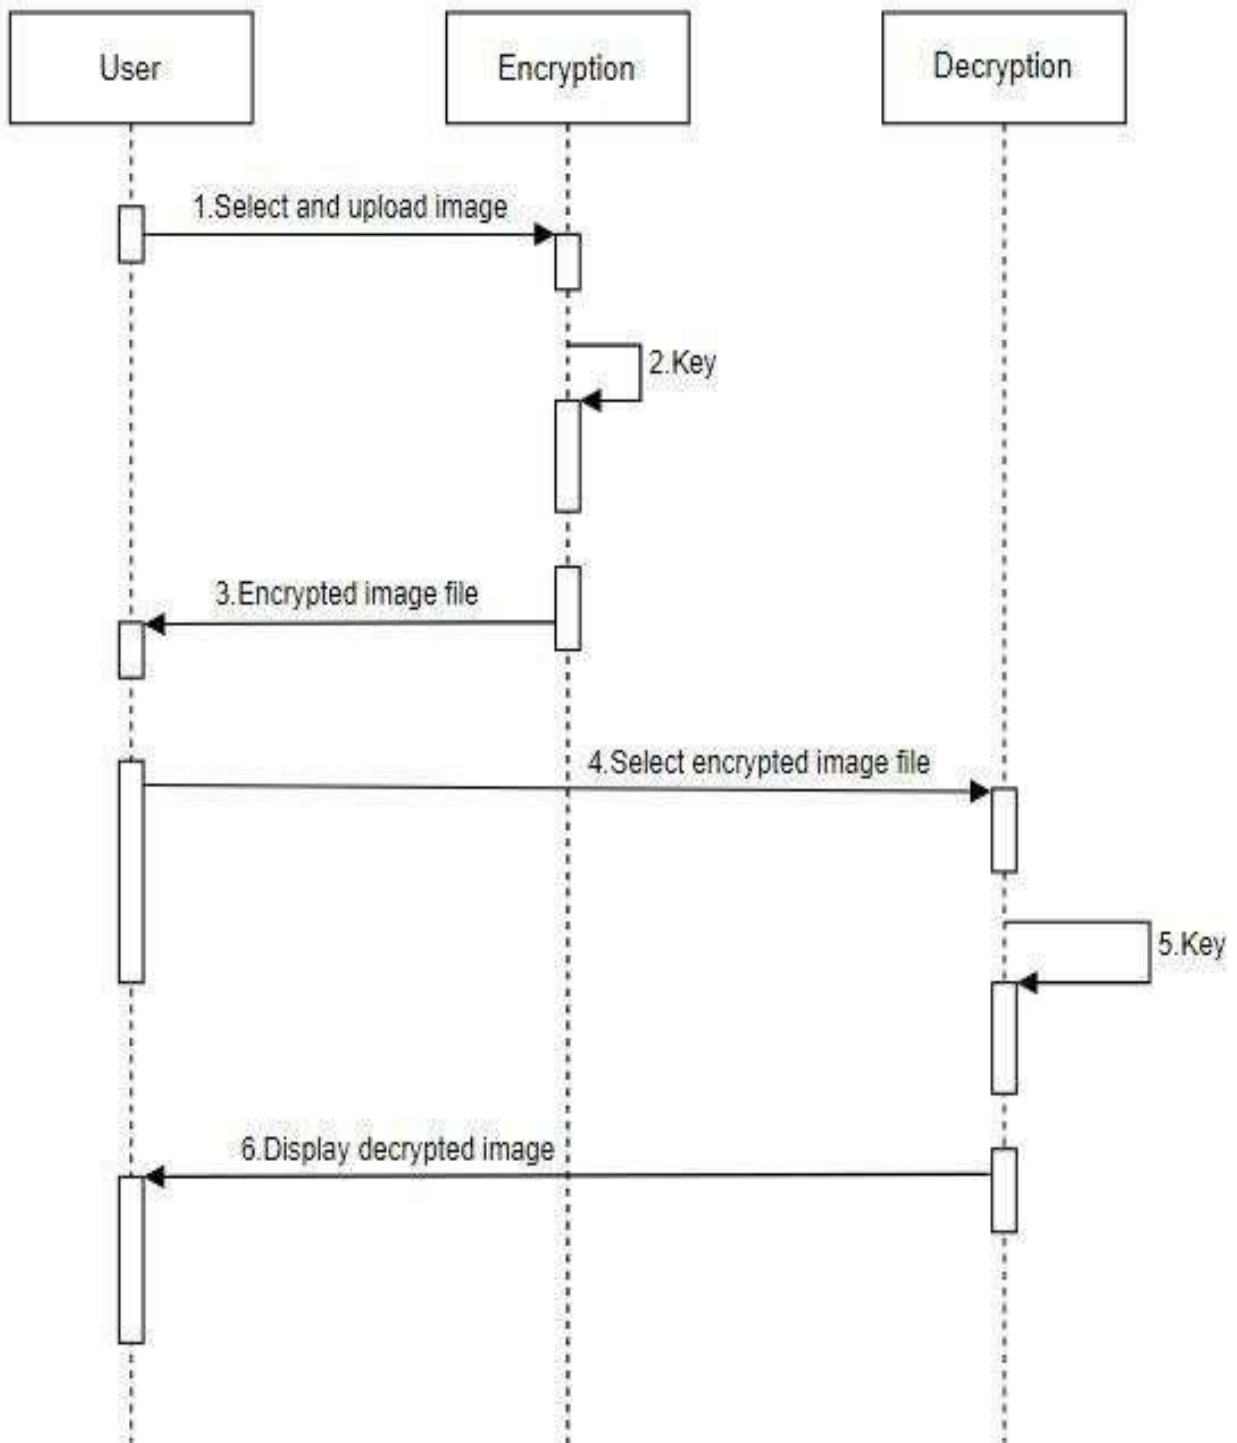 User
Encryption
Decryption
1.Select and upload image
2.Key
3.Encrypted image file
4.Select encrypted image file
5.Key
6.Display decrypted image